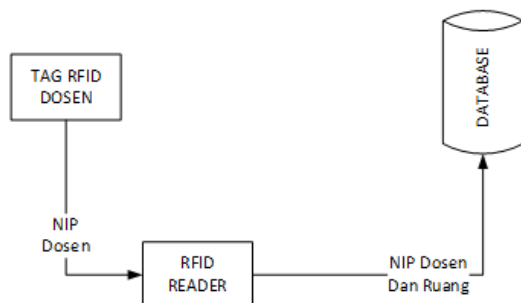 TAG RFID
DOSEN
DATABASE
NIP
Dosen
RFID
READER
NIP Dosen
Dan Ruang